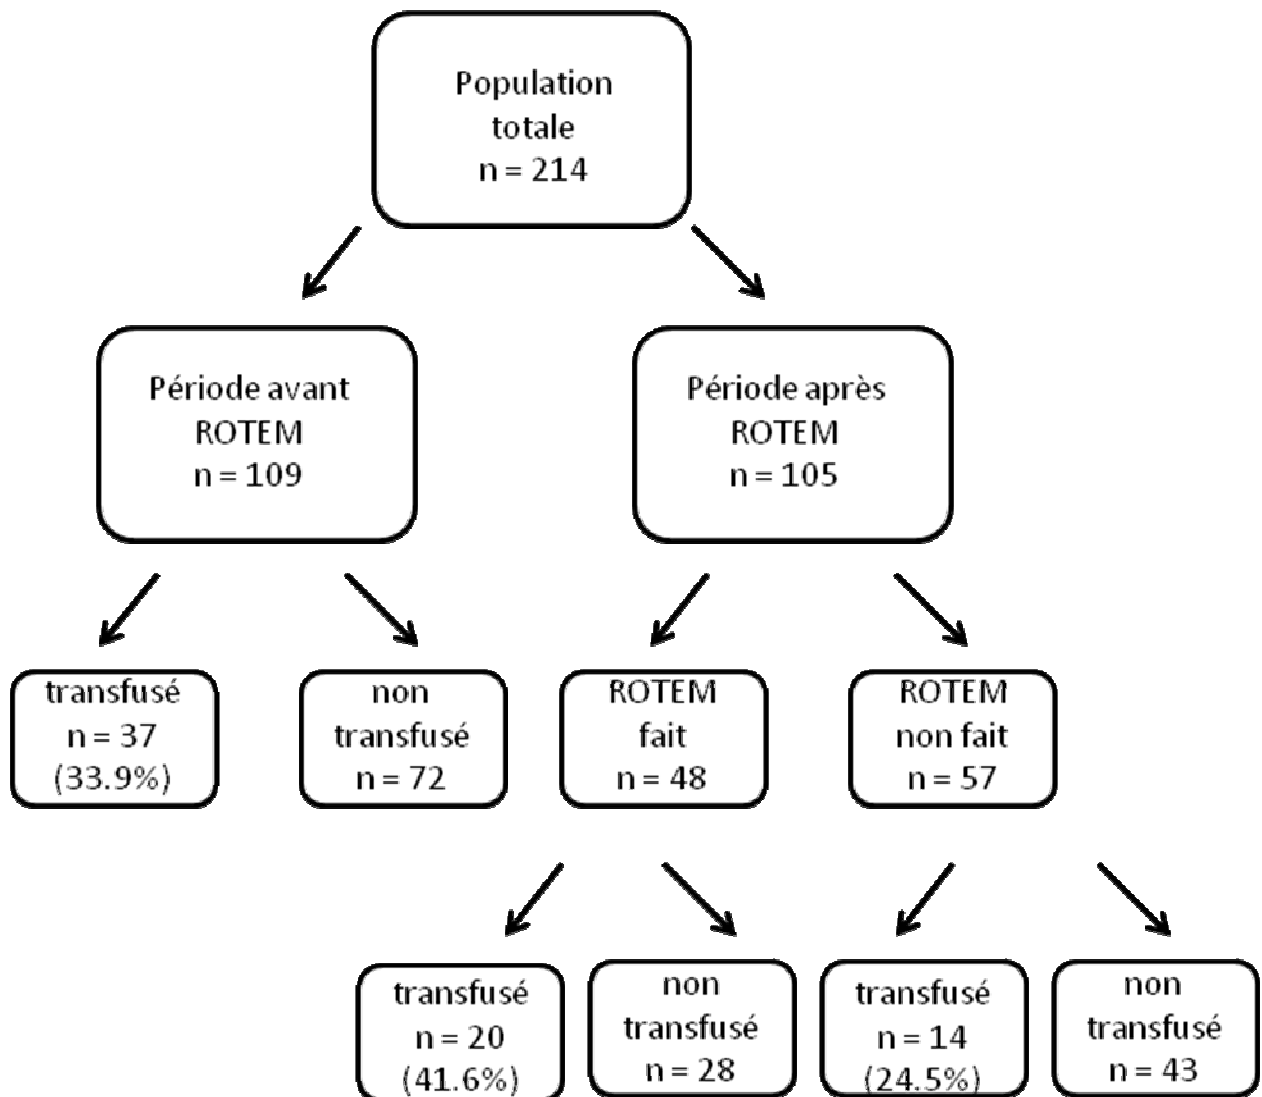 Population
totale
n = 214
Période avant
ROTEM
n = 109
Période après
ROTEM
n = 105
transfusé
n = 37
(33.9%)
non
transfusé
n = 72
ROTEM
fait
n = 48
ROTEM
non fait
n = 57
transfusé
n = 20
(41.6%)
non
transfusé
n = 28
transfusé
n = 14
(24.5%)
non
transfusé
n = 43